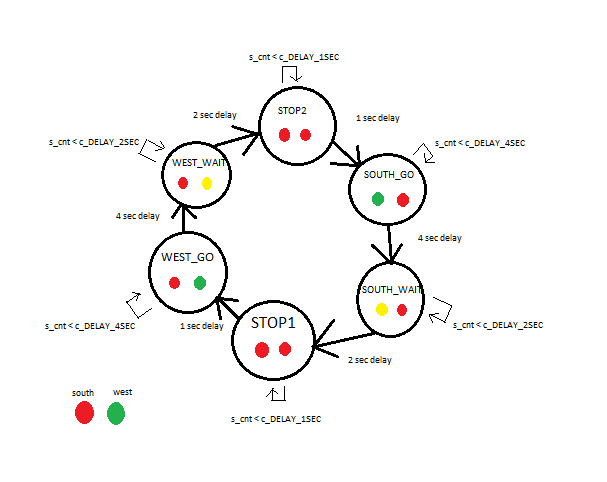 s_cnt < c_DELAY_1SEC
2 sec delay
STOP2
1 sec delay
s_cnt < c_DELAY_2SEC
s_cnt < c_DELAY_4SEC
WEST_WAIT
SOUTH_GO
4 sec delay
4 sec delay
WEST_GO
SOUTH_WAIT
s_cnt < c_DELAY_4SEC
1 sec delay
STOP1
s_cnt < c_DELAY_2SEC
2 sec delay
south
west
s_cnt < c_DELAY_1SEC